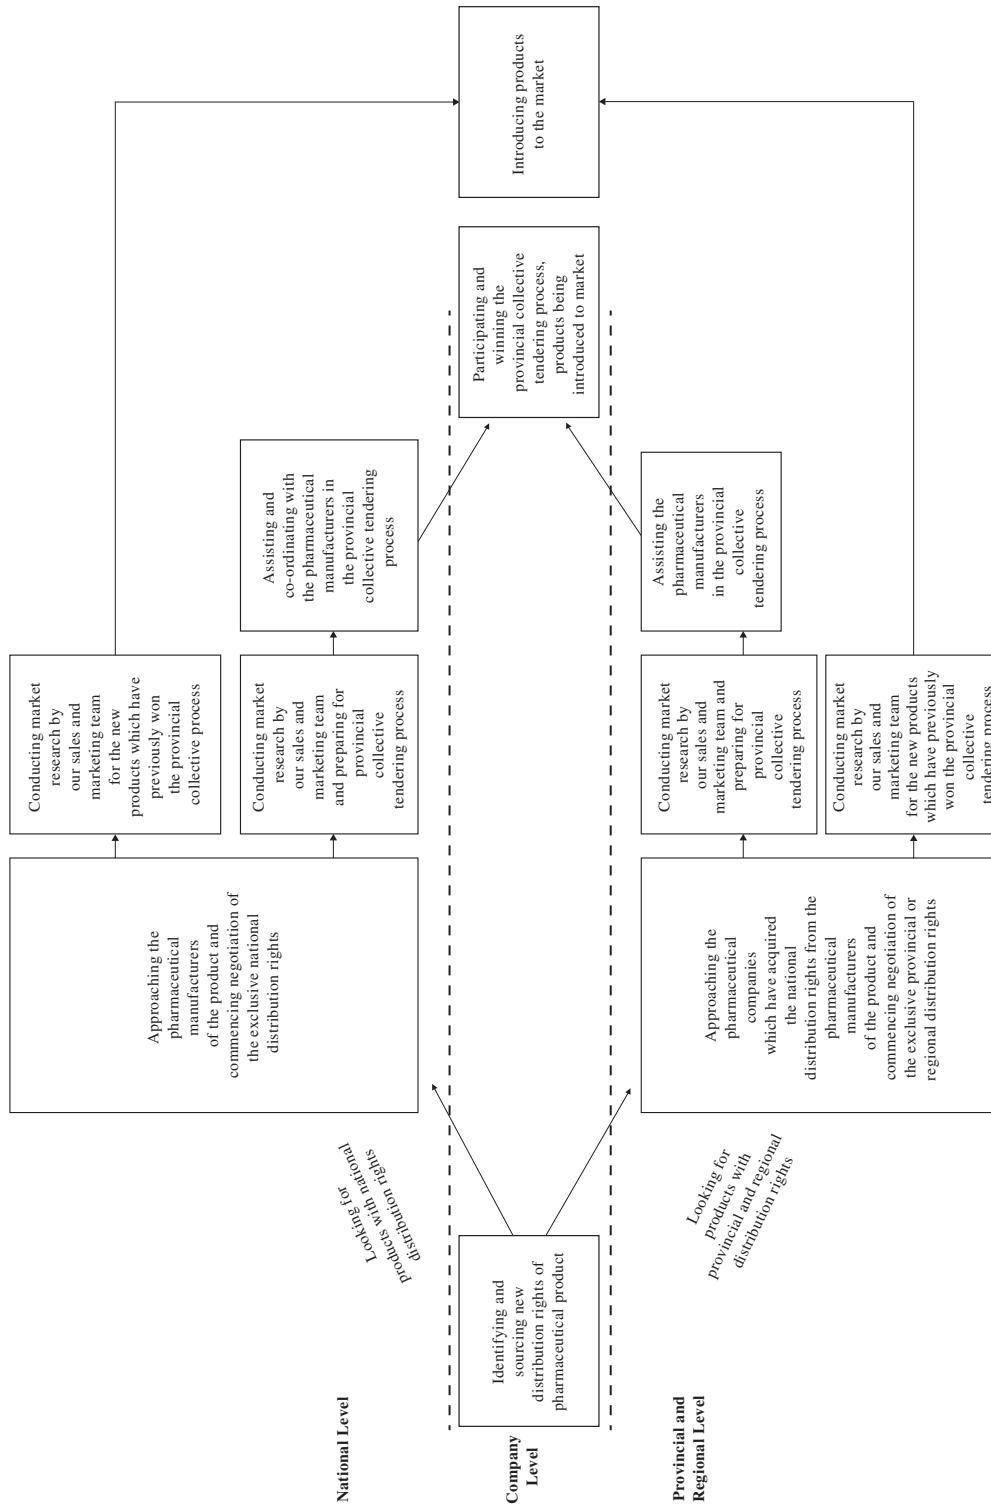 National Level
Company
Level
Provincial and
Regional Level
Identifying and
sourcing new
distribution rights of
pharmaceutical product
Looking for
products with national
distribution rights
Looking for
products with
provincial and regional
distribution rights
Approaching the
pharmaceutical
manufacturers
of the product and
commencing negotiation of
the exclusive national
distribution rights
Approaching the
pharmaceutical
companies
which have acquired
the national
distribution rights from the
pharmaceutical
manufacturers
of the product and
commencing negotiation of
the exclusive provincial or
regional distribution rights
Conducting market
research by
our sales and
marketing team
for the new
products which have
previously won
the provincial
collective process
Conducting market
research by
our sales and
marketing team
and preparing for
provincial
collective
tendering process
Conducting market
research by
our sales and
marketing team and
preparing for
provincial
collective
tendering process
Conducting market
research by
our sales and
marketing team
for the new products
which have previously
won the provincial
collective
tendering process
Assisting and
co-ordinating with
the pharmaceutical
manufacturers in
the provincial
collective tendering
process
Assisting the
pharmaceutical
manufacturers
in the provincial
collective
tendering process
Participating and
winning the
provincial collective
tendering process,
products being
introduced to market
Introducing products
to the market